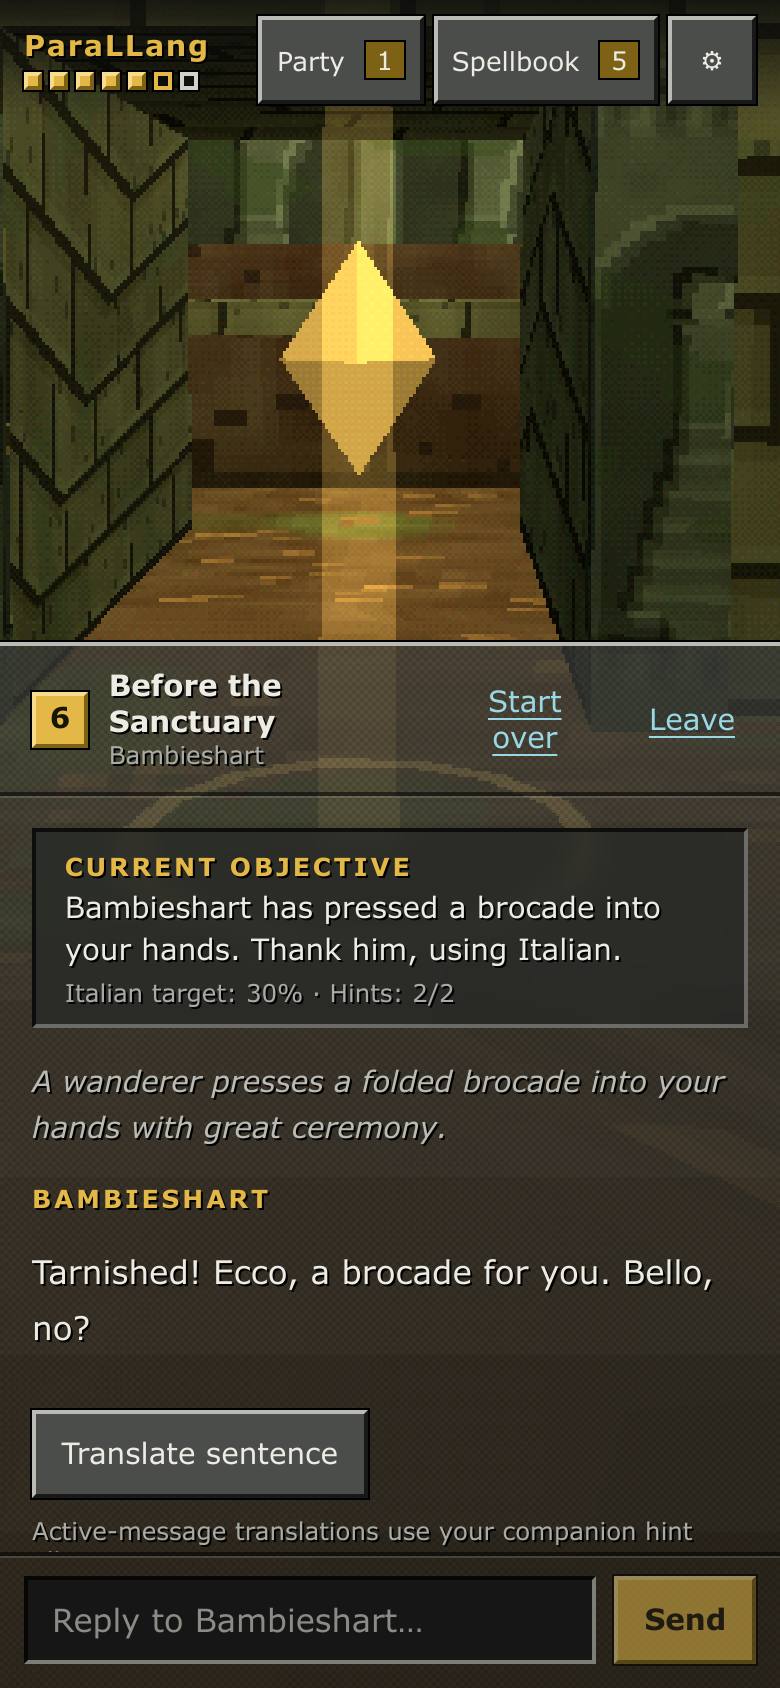 ParaLLang
Party 1
Spellbook 5
⚙
6
Before the
Sanctuary
Bambieshart
Start
over
Leave
CURRENT OBJECTIVE
Bambieshart has pressed a brocade into
your hands. Thank him, using Italian.
Italian target: 30% · Hints: 2/2
A wanderer presses a folded brocade into your
hands with great ceremony.
BAMBIESHART
Tarnished! Ecco, a brocade for you. Bello,
no?
Translate sentence
Active-message translations use your companion hint
Reply to Bambieshart…
Send